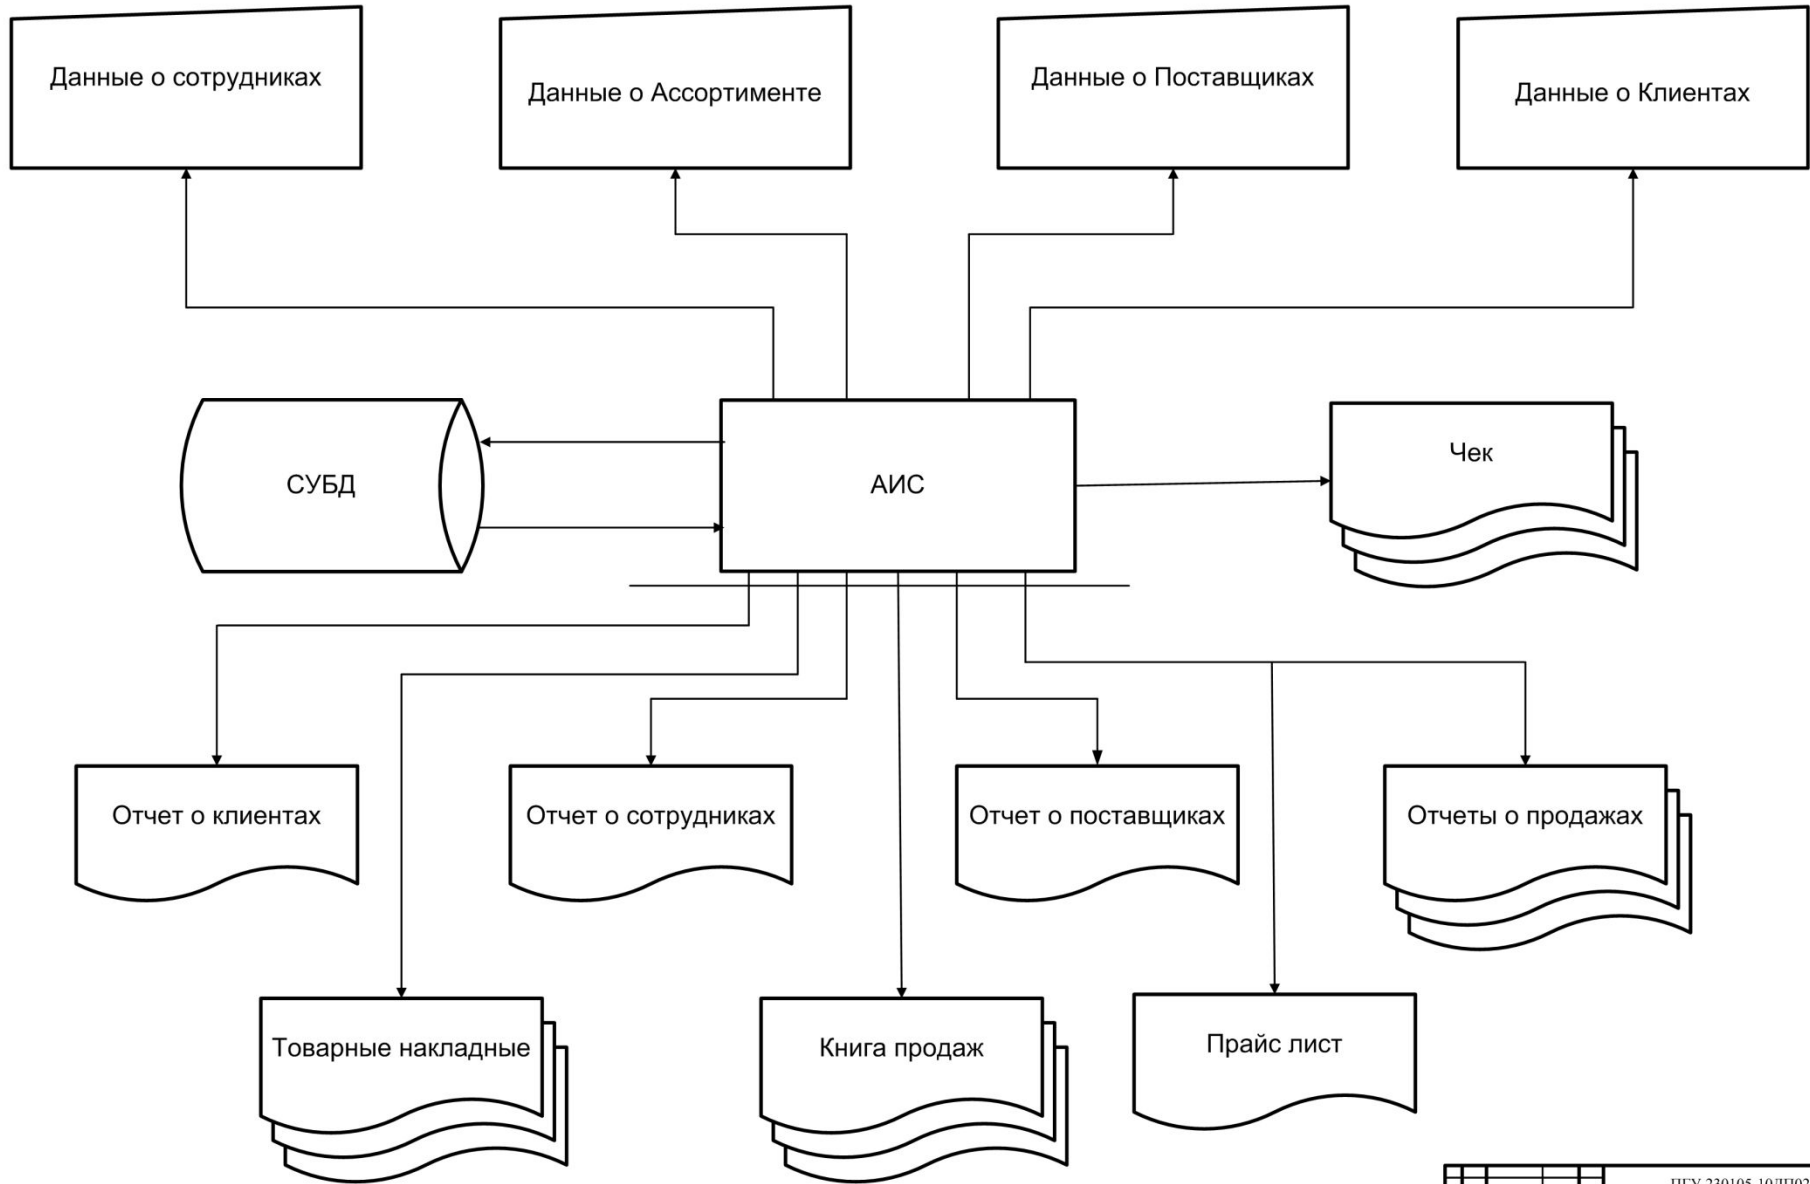 Данные о сотрудниках
Данные о Ассортименте
Данные о Поставщиках
Данные о Клиентах
СУБД
АИС
Чек
Отчет о клиентах
Отчет о сотрудниках
Отчет о поставщиках
Отчеты о продажах
Товарные накладные
Книга продаж
Прайс лист